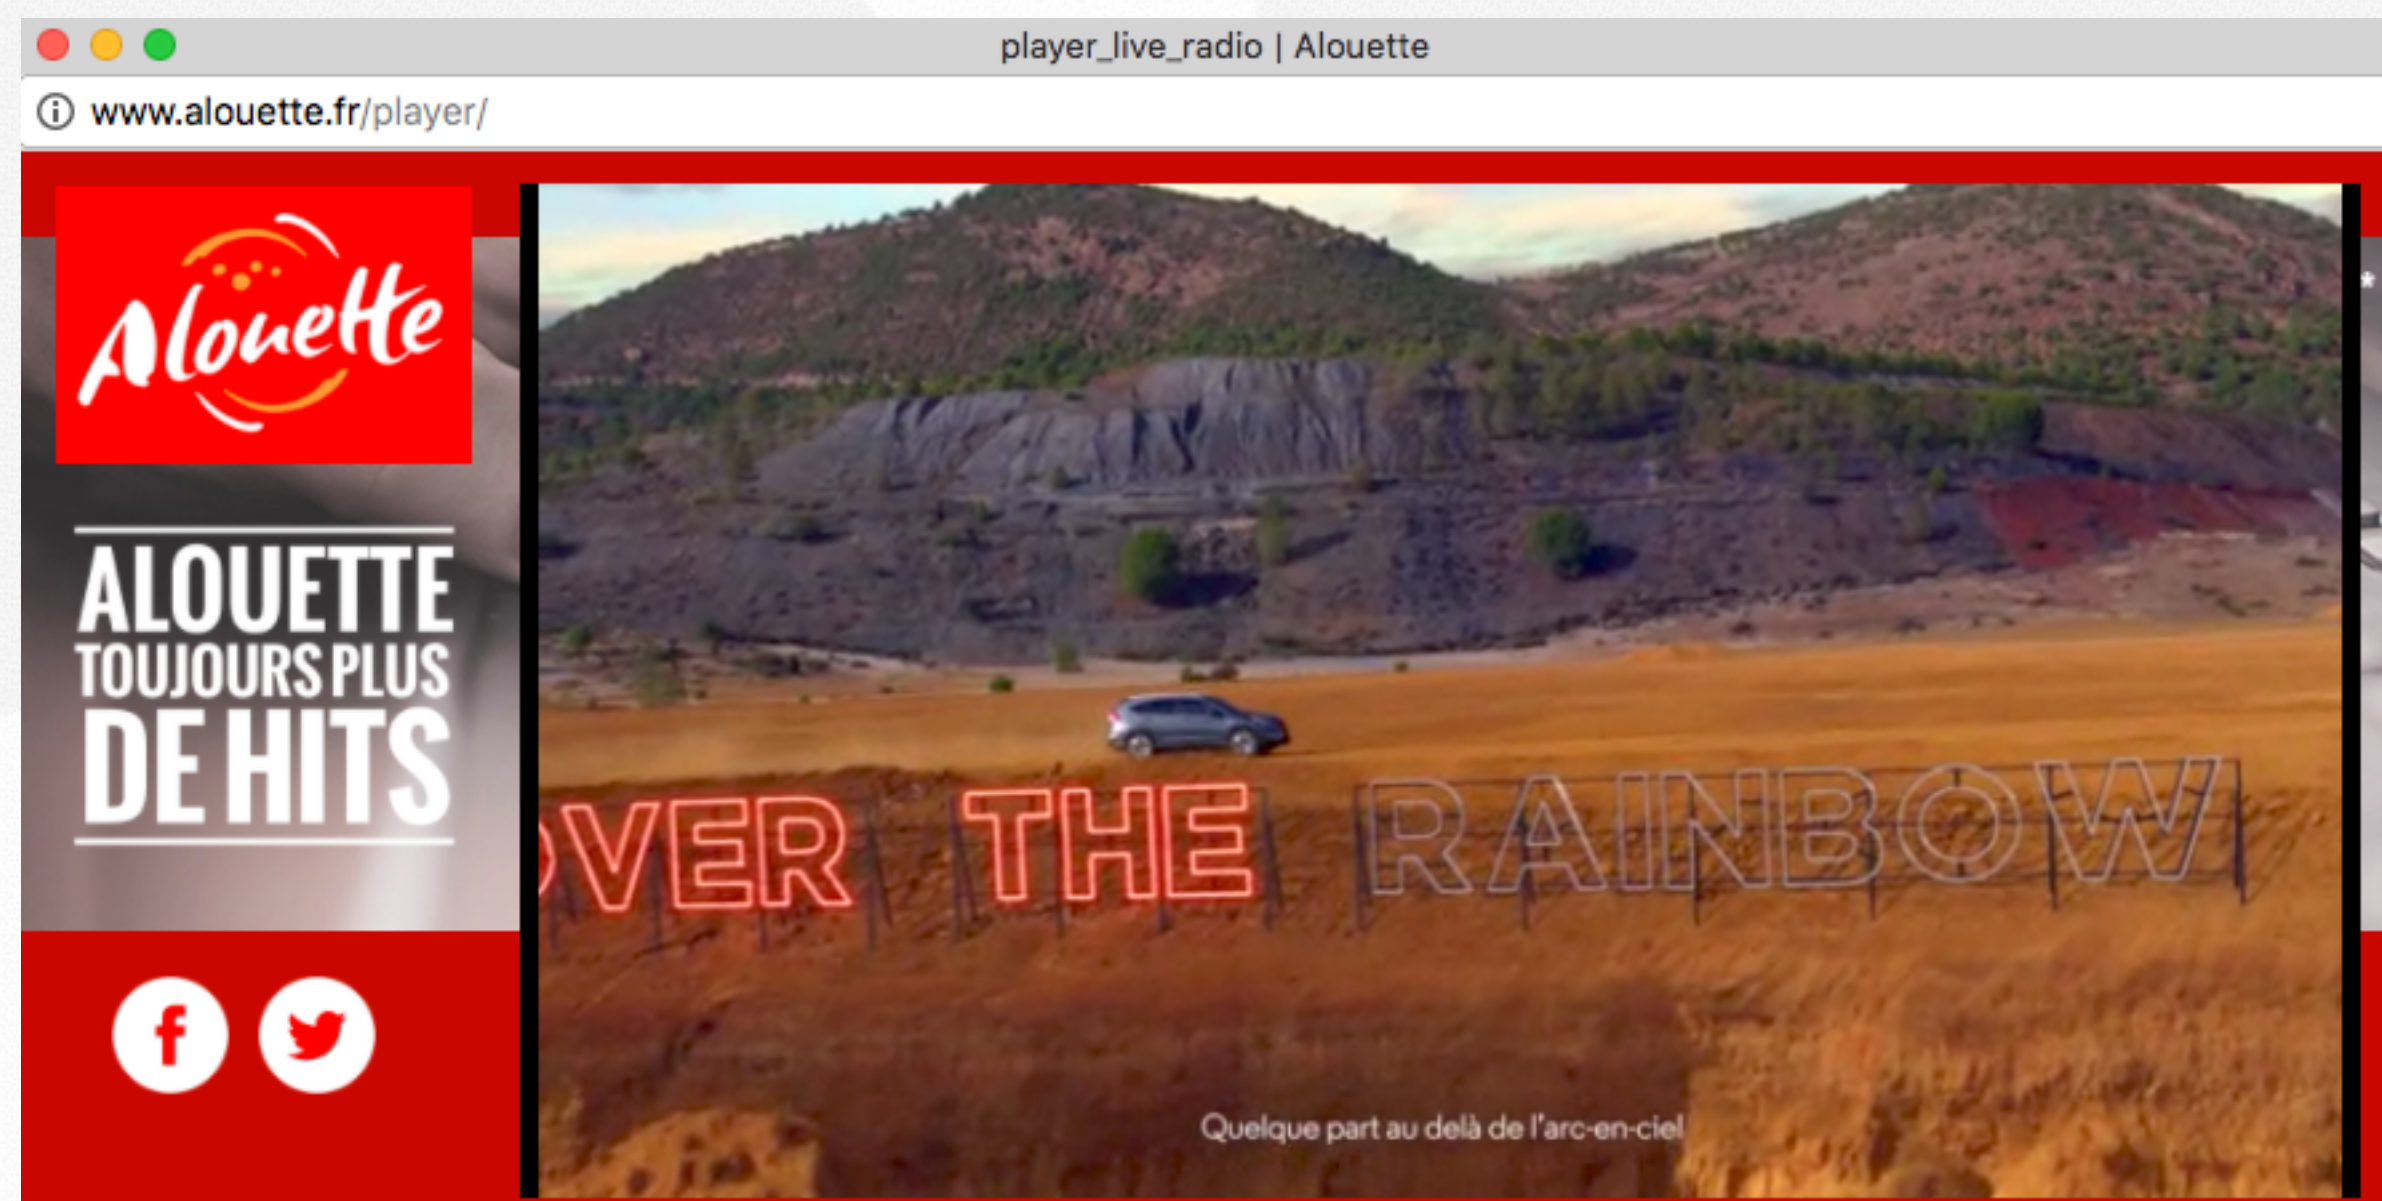 player_live_radio | Alouette
www.alouette.fr/player/
Alouette
ALOUETTE
TOUJOURS PLUS
DE HITS
OVER THE RAINBOW
Quelque part au delà de l'arc-en-ciel
*